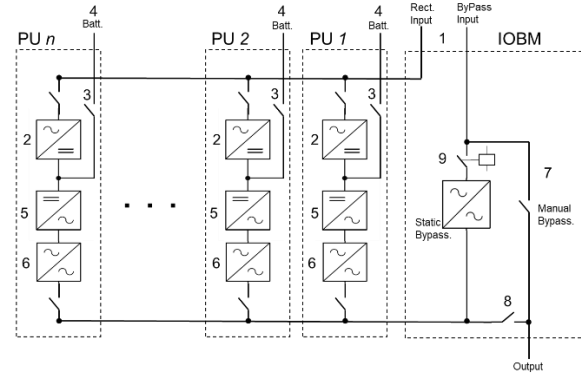 4
Batt.
4
Batt.
4
Batt.
Rect.
Input
ByPass
Input
PU n
PU 2
PU 1
1
IOBM
3
3
3
2
2
2
9
7
Manual
Bypass.
5
5
5
Static
Bypass.
6
6
6
8
Output